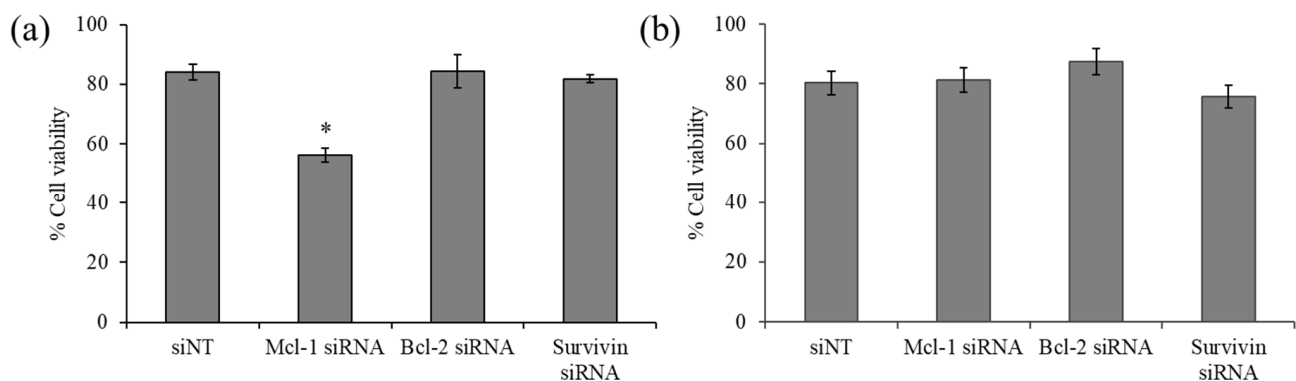 (a)
% Cell viability
100
80
60
40
20
0
*
siNT
Mcl-1 siRNA
Bcl-2 siRNA
Survivin
siRNA
(b)
% Cell viability
100
80
60
40
20
0
siNT
Mcl-1 siRNA
Bcl-2 siRNA
Survivin
siRNA